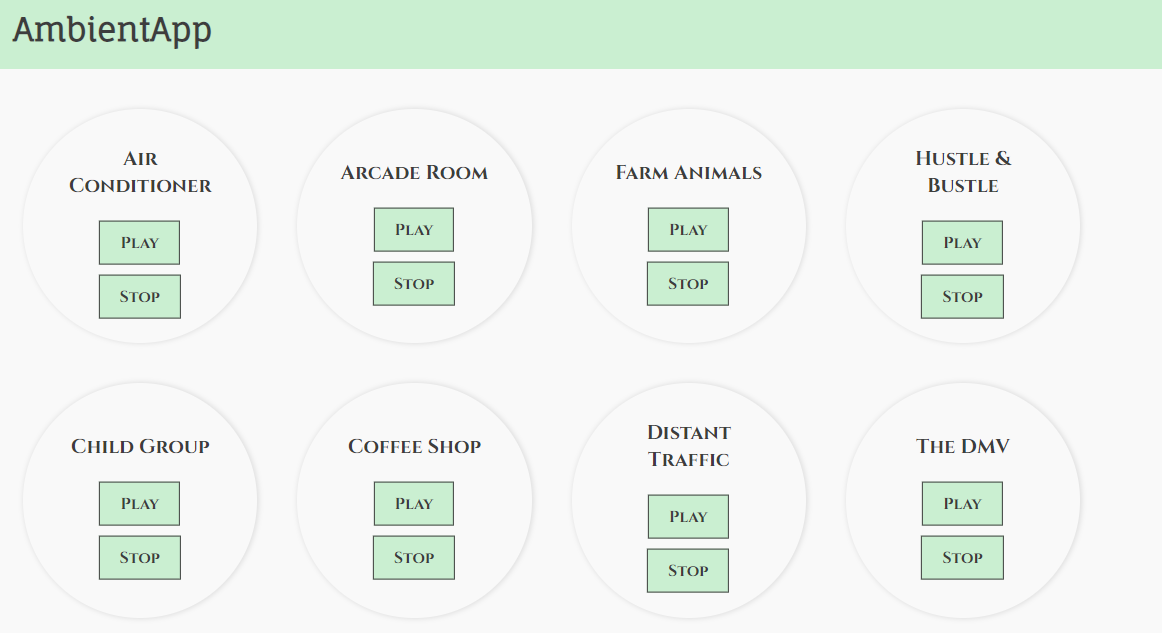 AmbientApp
Air
Conditioner
Play
Stop
Arcade Room
Play
Stop
Farm Animals
Play
Stop
Hustle &
Bustle
Play
Stop
Child Group
Play
Stop
Coffee Shop
Play
Stop
Distant
Traffic
Play
Stop
The DMV
Play
Stop